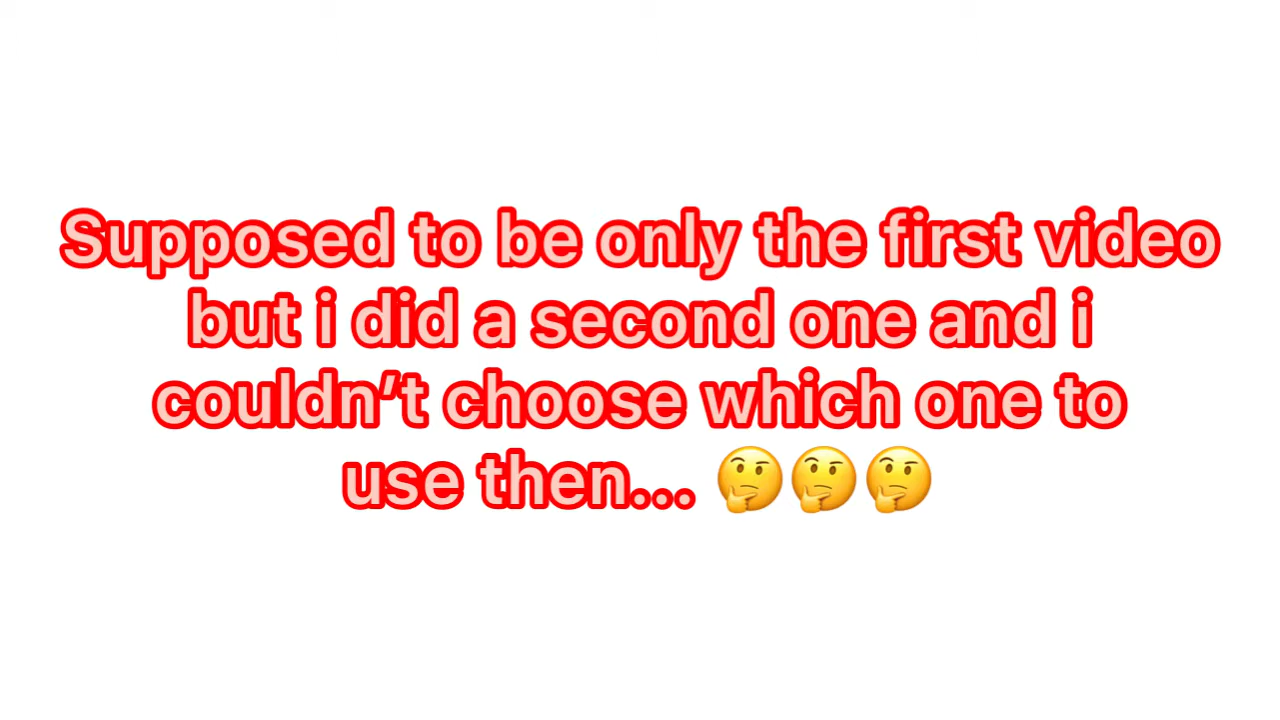 Supposed to be only the first video
but i did a second one and i
couldn’t choose which one to
use then... 🤔🤔🤔